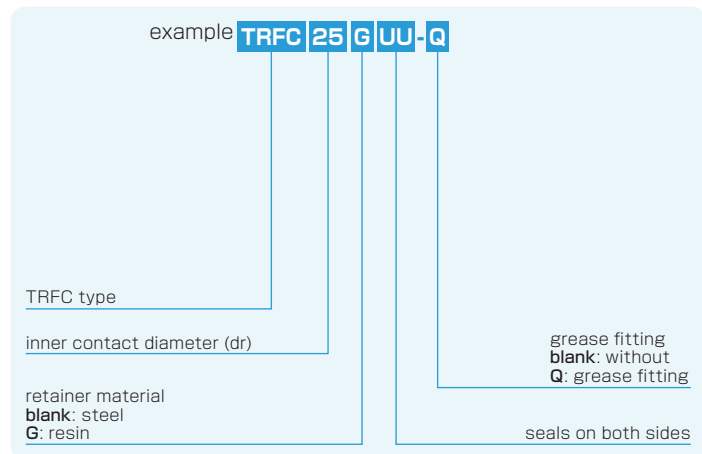 example TRFC 25 G UU - Q
TRFC type
inner contact diameter (dr)
retainer material
blank: steel
G: resin
grease fitting
blank: without
Q: grease fitting
seals on both sides